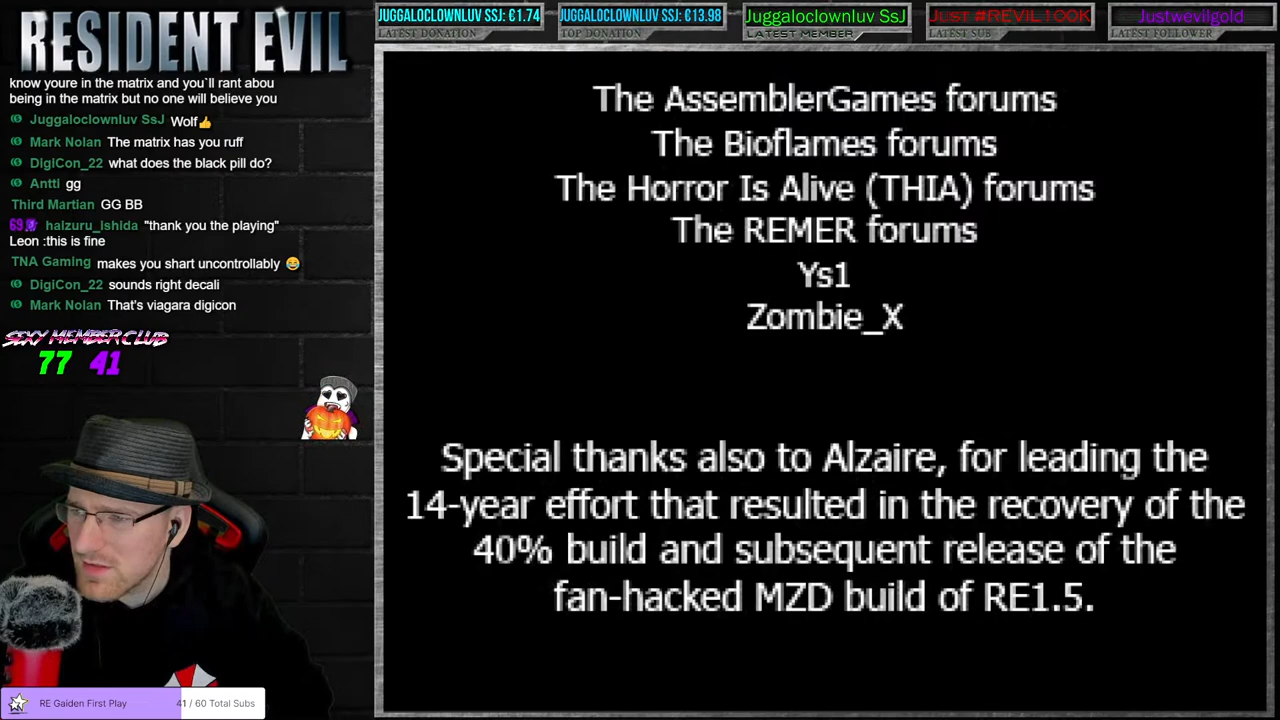 RESIDENT EVIL
know youre in the matrix and you`ll rant abou
being in the matrix but no one will believe you
Juggaloclownluv SsJ Wolf👍
Mark Nolan The matrix has you ruff
DigiCon_22 what does the black pill do?
Antti gg
Third Martian GG BB
haizuru_ishida "thank you the playing"
Leon :this is fine
TNA Gaming makes you shart uncontrollably 😂
DigiCon_22 sounds right decali
Mark Nolan That's viagara digicon
SEXY MEMBER CLUB
77 41
RE Gaiden First Play 41 / 60 Total Subs
JUGGALOCLOWNLUV SSJ: €1.74
LATEST DONATION
JUGGALOCLOWNLUV SSJ: €13.98
TOP DONATION
Juggaloclownluv SsJ
LATEST MEMBER
JUST #REVIL !OOK
LATEST SUB
Justwevilgold
LATEST FOLLOWER
The AssemblerGames forums
The Bioflames forums
The Horror Is Alive (THIA) forums
The REMER forums
Ys1
Zombie_X
Special thanks also to Alzaire, for leading the
14-year effort that resulted in the recovery of the
40% build and subsequent release of the
fan-hacked MZD build of RE1.5.